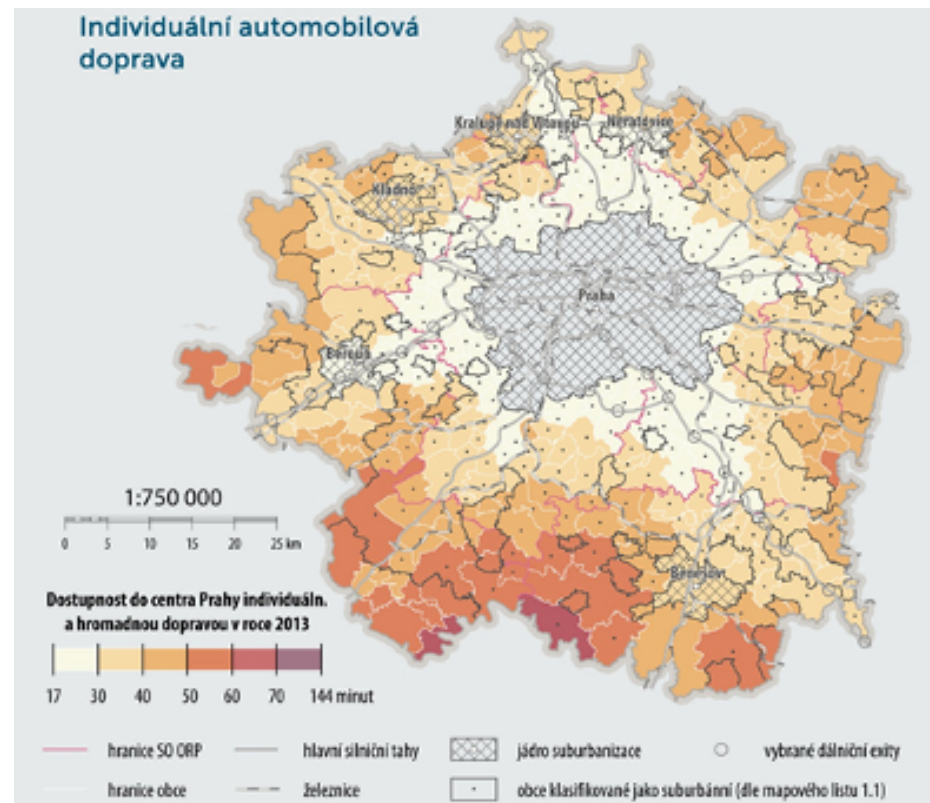 Individuální automobilová
doprava
Kralupy nad Vltavou
Neratovice
Kladno
Praha
Beroun
Benešov
1:750 000
0 5 10 15 20 25 km
Dostupnost do centra Prahy individuáln.
a hromadnou dopravou v roce 2013
17 30 40 50 60 70 144 minut
hranice SO ORP
hlavní silniční tahy
jádro suburbanizace
vybrané dálniční exity
hranice obce
železnice
obce klasifikované jako suburbánní (dle mapového listu 1.1)